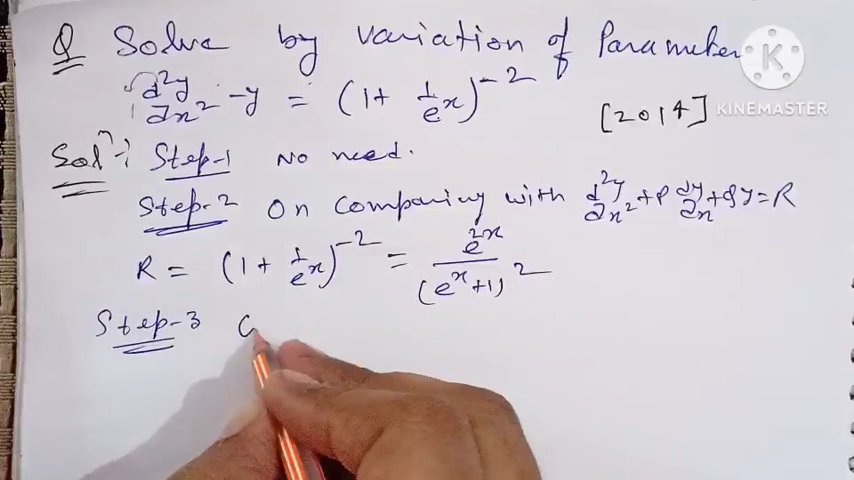 Q Solve by variation of Parameter
d²y/dx² - y = (1 + 1/eˣ)⁻²
[2014]
KINEMASTER
Solⁿ :- Step-1 No need.
Step-2 On comparing with d²y/dx² + P dy/dx + Qy = R
R = (1 + 1/eˣ)⁻² = e²ˣ/(eˣ+1)²
Step-3 C